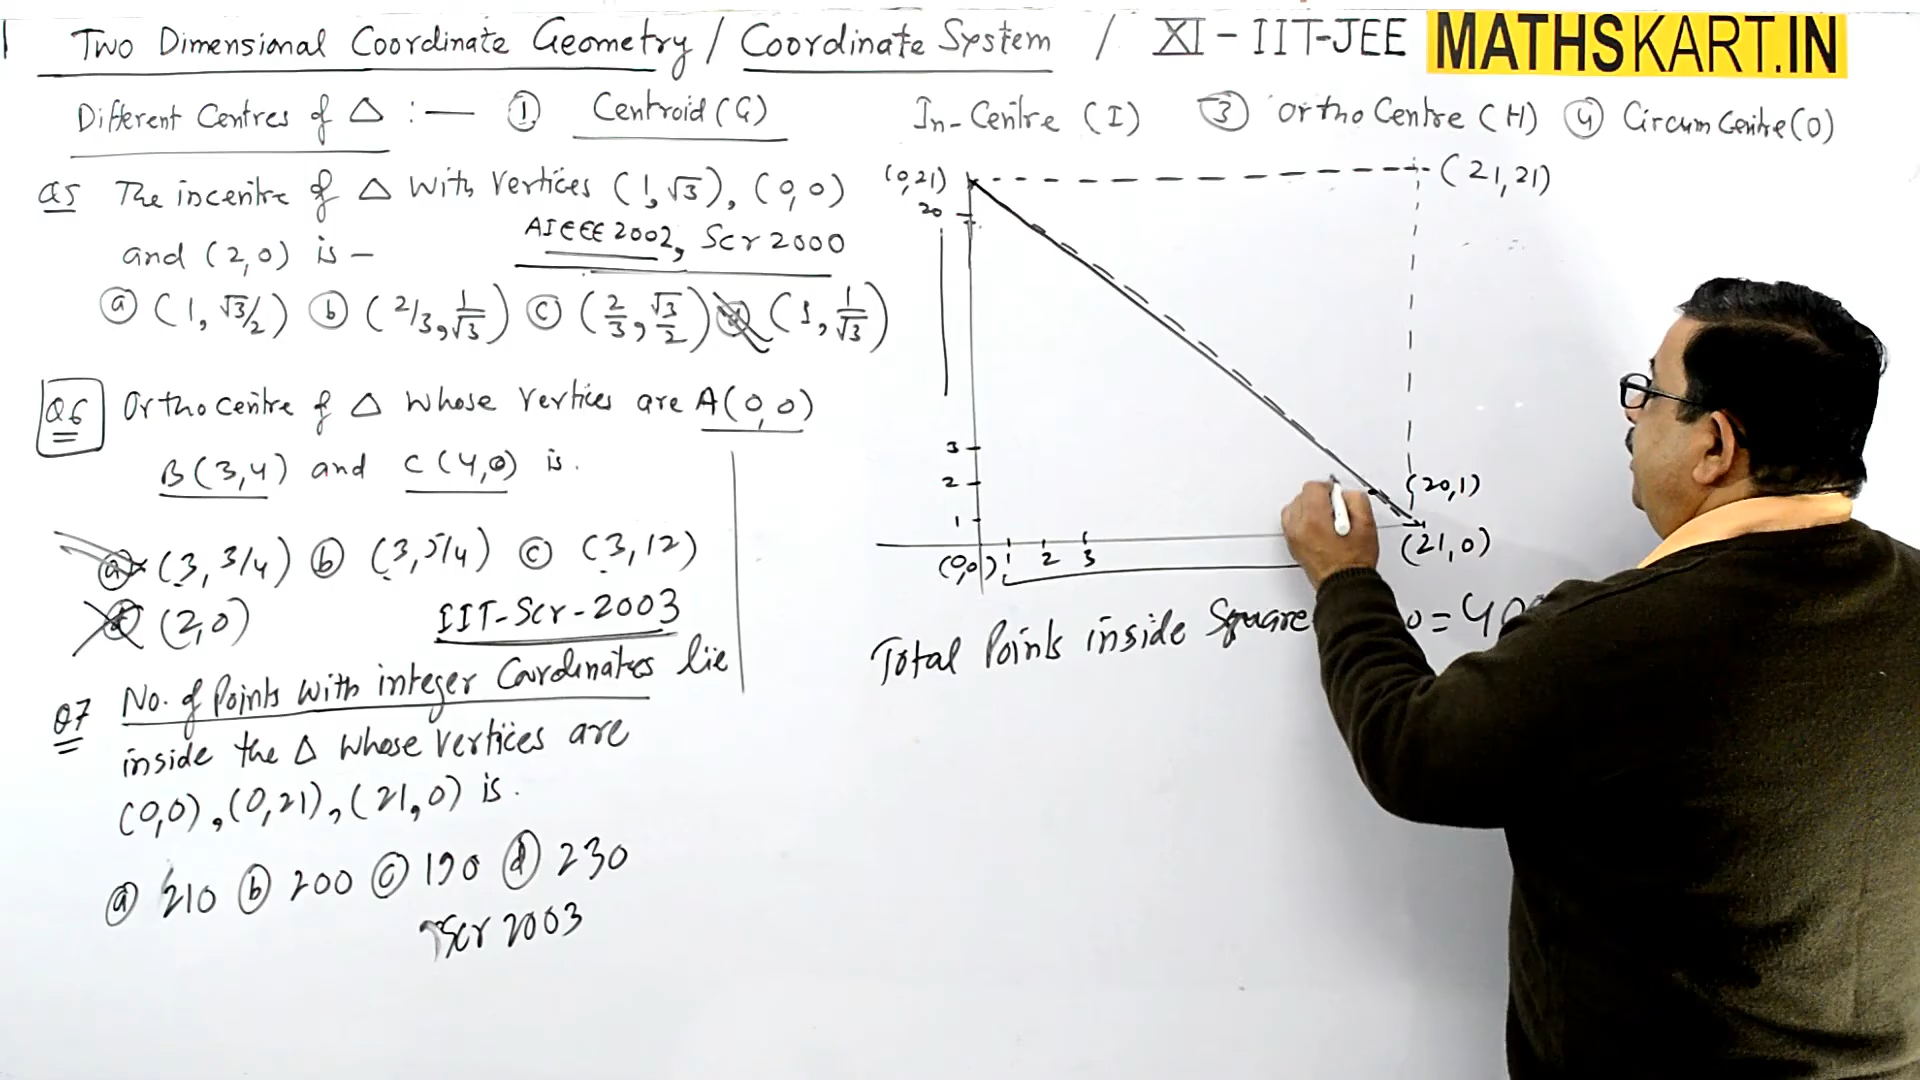 Two Dimensional Coordinate Geometry / Coordinate System / XI - IIT-JEE MATHSKART.IN
Different Centres of △ :— ① Centroid (G) In-Centre (I) ③ OrthoCentre (H) ④ CircumCentre (O)
Q5 The incentre of △ with vertices (1, √3), (0, 0)
and (2, 0) is —
AIEEE 2002, Scr 2000
ⓐ (1, √3/2) ⓑ (2/3, 1/√3) ⓒ (2/3, √3/2) ⓓ (1, 1/√3)
Q6 Orthocentre of △ whose vertices are A(0, 0)
B(3, 4) and C(4, 0) is.
ⓐ (3, 3/4) ⓑ (3, 5/4) ⓒ (3, 12)
ⓓ (2, 0) IIT-Scr-2003
Q7 No. of Points with integer Coordinates lie
inside the △ whose vertices are
(0,0), (0,21), (21,0) is.
ⓐ 210 ⓑ 200 ⓒ 190 ⓓ 230
Scr 2003
(0,21)
(21,21)
20
3
2
1
(20,1)
(0,0) 1 2 3 (21,0)
Total Points inside Square